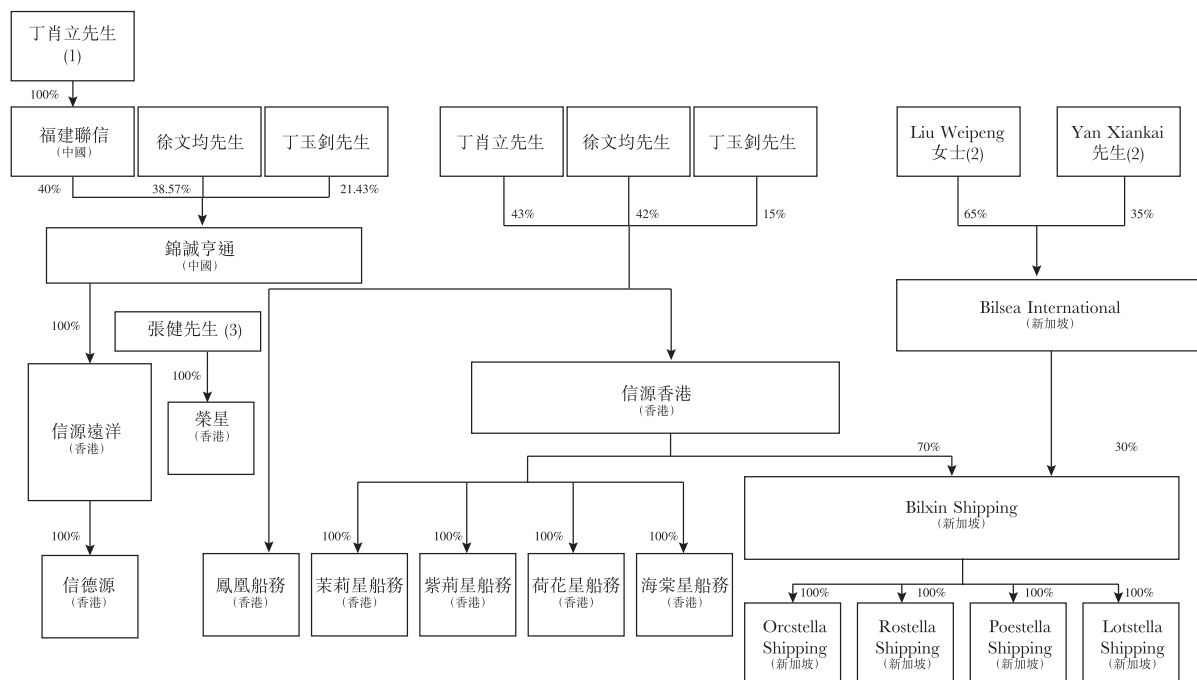 丁肖立先生
(1)
100%
福建聯信
(中國)
徐文均先生
丁玉釗先生
丁肖立先生
徐文均先生
丁玉釗先生
Liu Weipeng
女士(2)
Yan Xiankai
先生(2)
40%
38.57%
21.43%
43%
42%
15%
65%
35%
錦誠亨通
(中國)
Bilsea International
(新加坡)
100%
張健先生 (3)
100%
信源遠洋
(香港)
榮星
(香港)
信源香港
(香港)
70%
30%
Bilxin Shipping
(新加坡)
100%
100%
100%
100%
100%
信德源
(香港)
鳳凰船務
(香港)
茉莉星船務
(香港)
紫荊星船務
(香港)
荷花星船務
(香港)
海棠星船務
(香港)
100%
100%
100%
100%
Orcstella
Shipping
(新加坡)
Rostella
Shipping
(新加坡)
Poestella
Shipping
(新加坡)
Lotstella
Shipping
(新加坡)